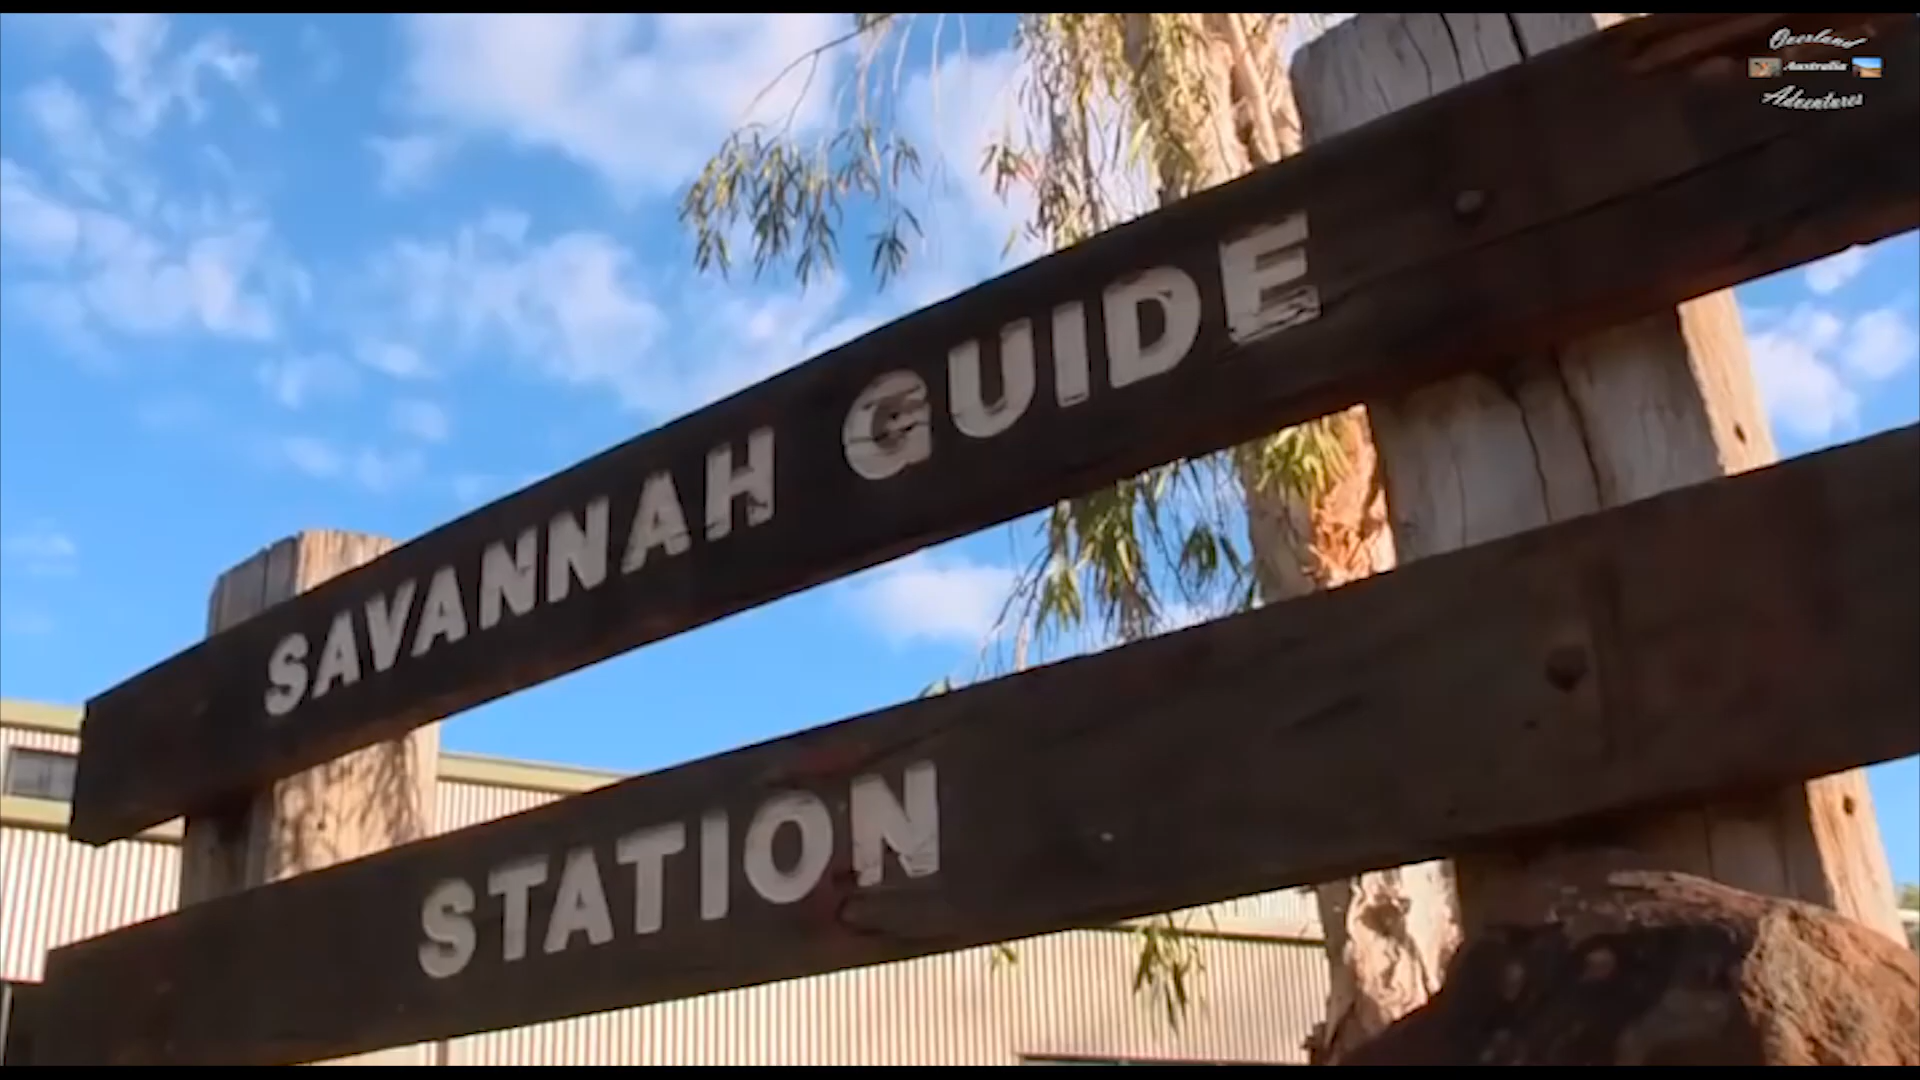 Overland
Australia
Adventures
SAVANNAH GUIDE
STATION